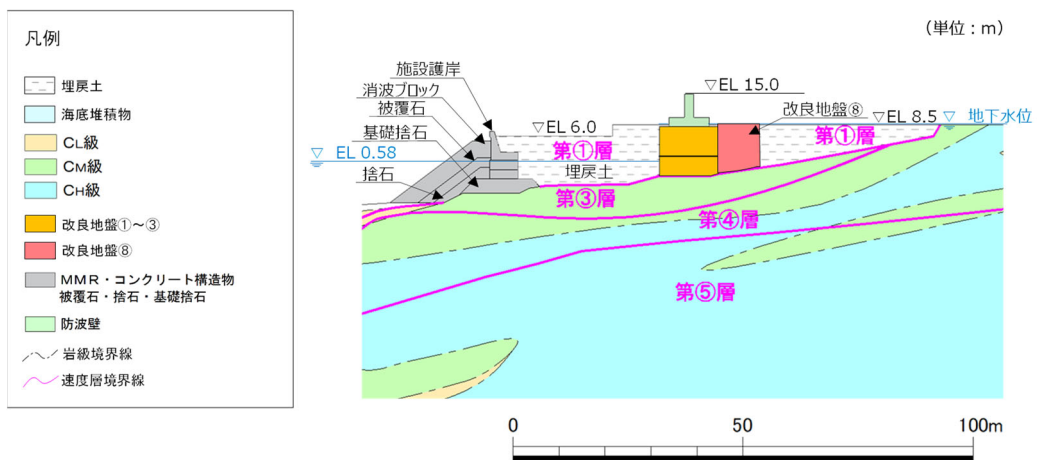 (単位:m)
凡例
埋戻土
海底堆積物
CL級
CM級
CH級
改良地盤①~③
改良地盤⑧
MMR・コンクリート構造物
被覆石・捨石・基礎捨石
防波壁
岩級境界線
速度層境界線
施設護岸
消波ブロック
被覆石
基礎捨石
▽ EL 0.58
捨石
▽EL 6.0
▽EL 15.0
改良地盤⑧
▽EL 8.5
▽ 地下水位
第①層
第①層
埋戻土
第③層
第④層
第⑤層
0 50 100m